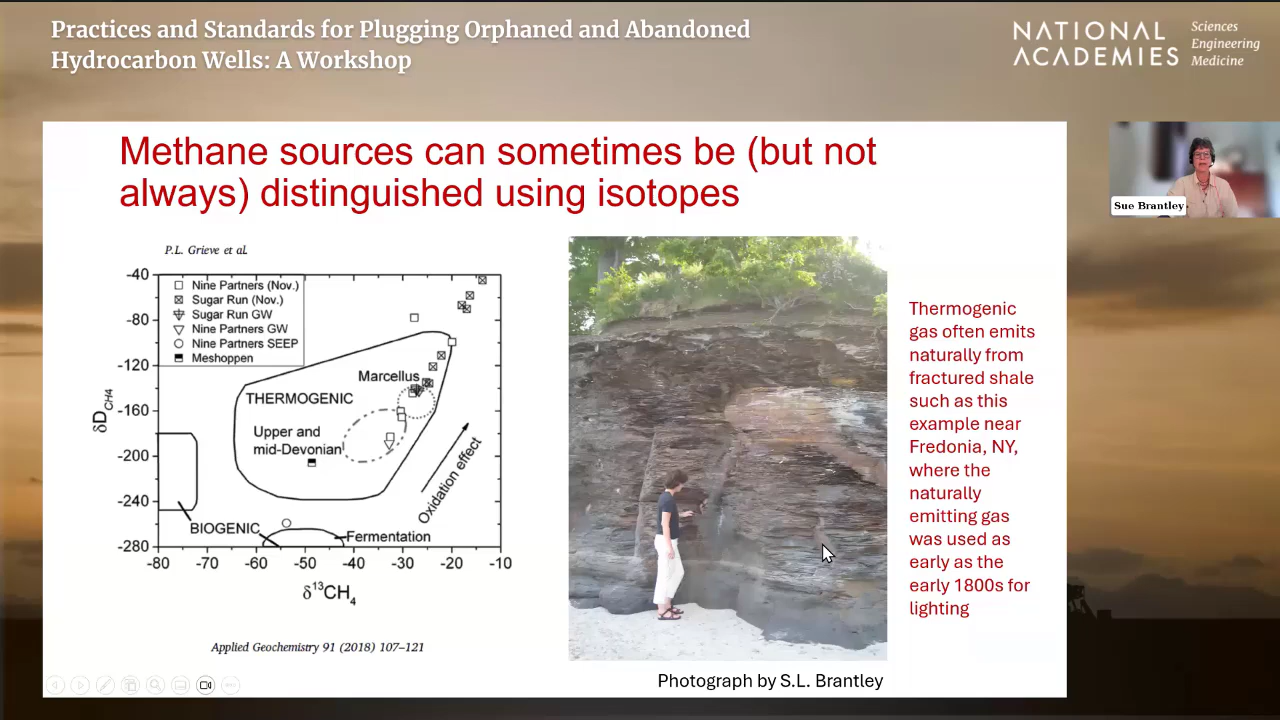 Practices and Standards for Plugging Orphaned and Abandoned
Hydrocarbon Wells: A Workshop
NATIONAL
ACADEMIES
Sciences
Engineering
Medicine
Methane sources can sometimes be (but not
always) distinguished using isotopes
Sue Brantley
P.L. Grieve et al.
-40
-80
-120
-160
-200
-240
-280
δD CH4
Nine Partners (Nov.)
Sugar Run (Nov.)
Sugar Run GW
Nine Partners GW
Nine Partners SEEP
Meshoppen
Marcellus
THERMOGENIC
Upper and
mid-Devonian
Oxidation effect
BIOGENIC
Fermentation
-80 -70 -60 -50 -40 -30 -20 -10
δ¹³CH₄
Applied Geochemistry 91 (2018) 107–121
Thermogenic
gas often emits
naturally from
fractured shale
such as this
example near
Fredonia, NY,
where the
naturally
emitting gas
was used as
early as the
early 1800s for
lighting
Photograph by S.L. Brantley